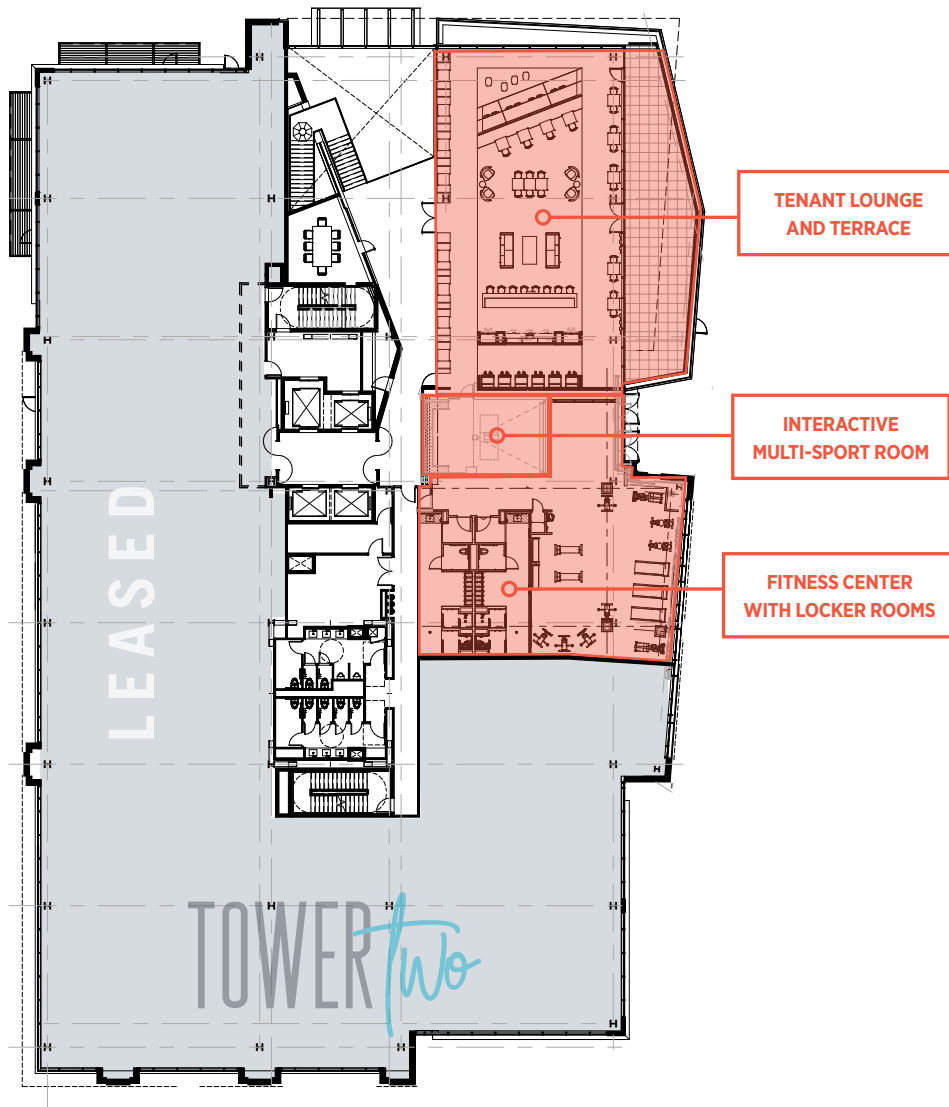 TENANT LOUNGE
AND TERRACE
INTERACTIVE
MULTI-SPORT ROOM
FITNESS CENTER
WITH LOCKER ROOMS
LEASED
TOWER two